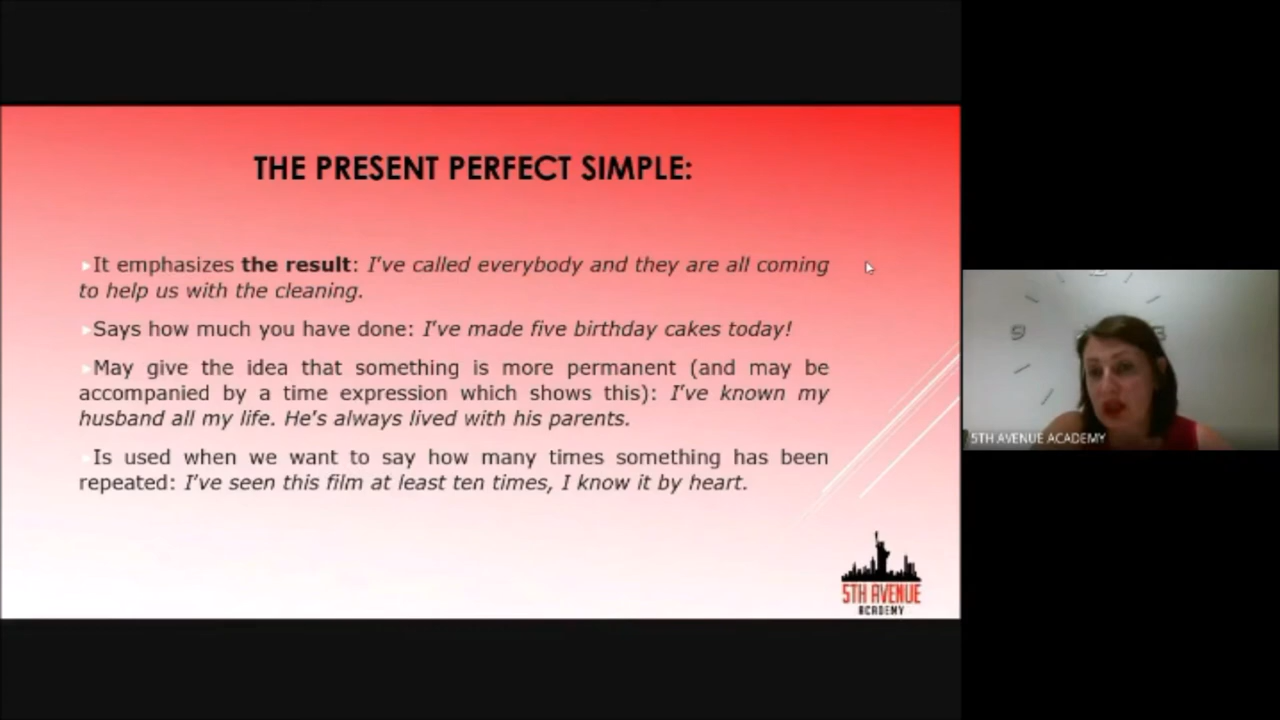 THE PRESENT PERFECT SIMPLE:
It emphasizes the result: I've called everybody and they are all coming
to help us with the cleaning.
Says how much you have done: I've made five birthday cakes today!
May give the idea that something is more permanent (and may be
accompanied by a time expression which shows this): I've known my
husband all my life. He's always lived with his parents.
Is used when we want to say how many times something has been
repeated: I've seen this film at least ten times, I know it by heart.
5TH AVENUE
ACADEMY
9
3
5TH AVENUE ACADEMY